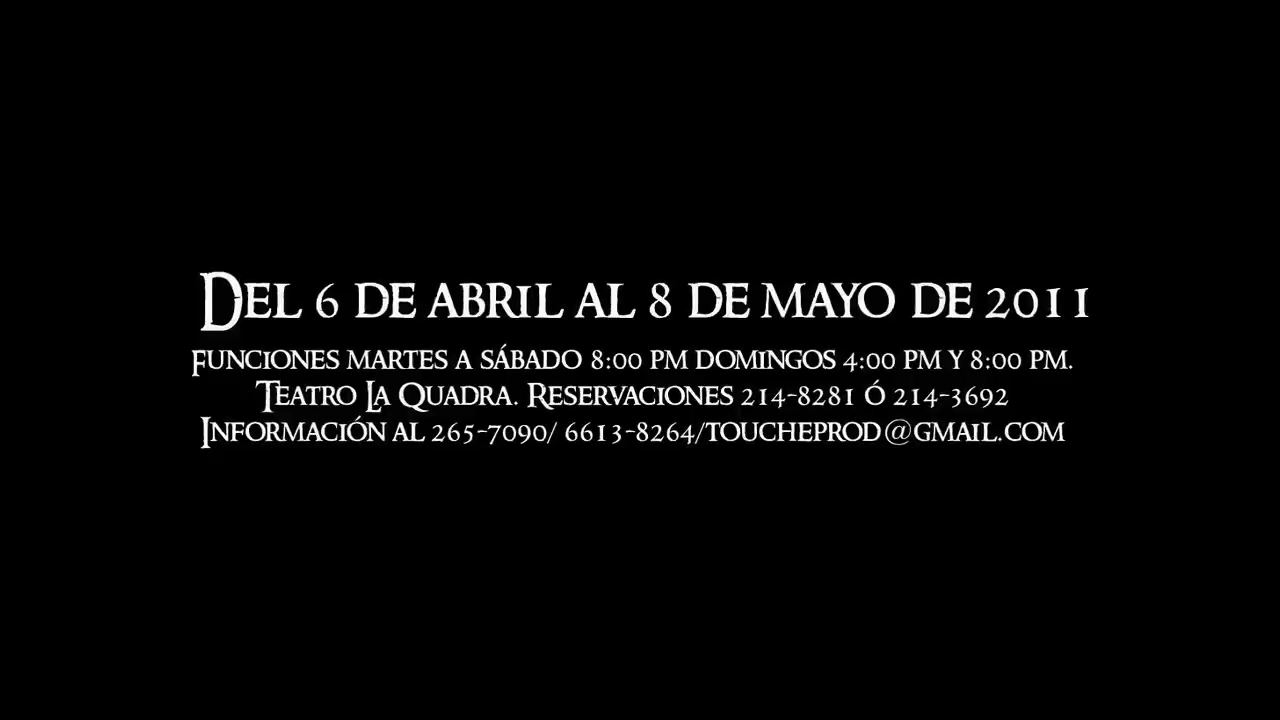 Del 6 de abril al 8 de mayo de 2011
Funciones martes a sábado 8:00 pm domingos 4:00 pm y 8:00 pm.
Teatro La Quadra. Reservaciones 214-8281 ó 214-3692
Información al 265-7090/ 6613-8264/toucheprod@gmail.com